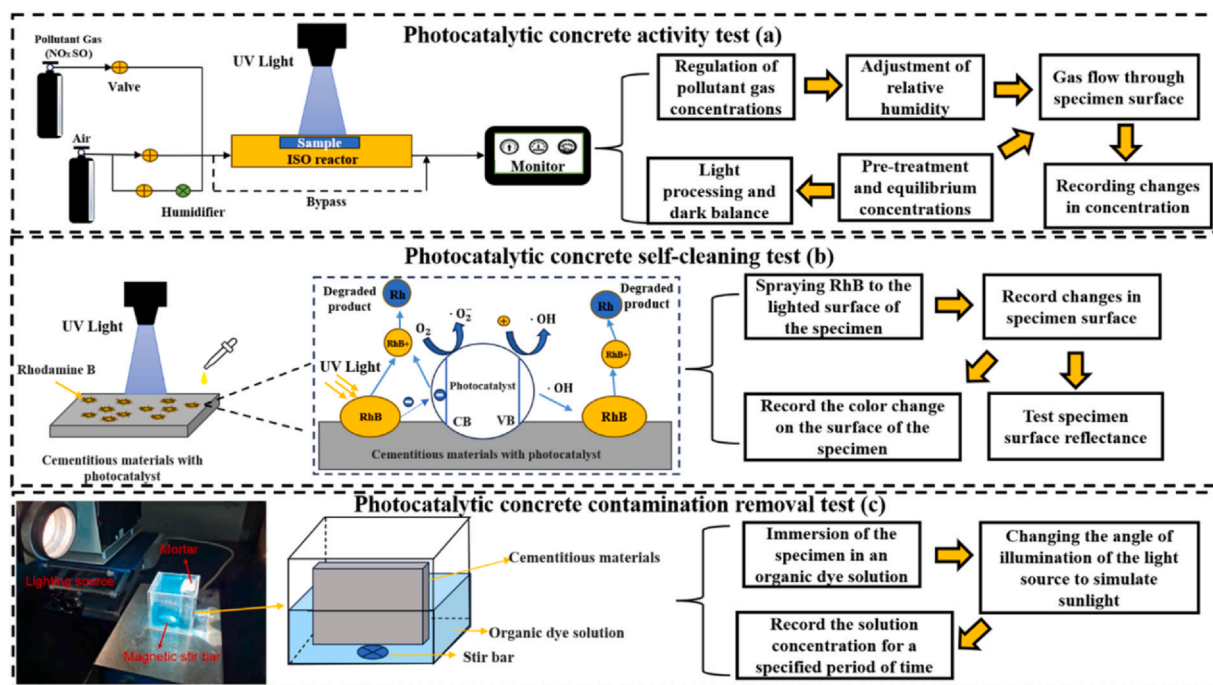 Photocatalytic concrete activity test (a)
Pollutant Gas
(NOx SO)
Valve
UV Light
Air
Sample
ISO reactor
Humidifier
Bypass
Monitor
Regulation of
pollutant gas
concentrations
Adjustment of
relative
humidity
Gas flow through
specimen surface
Light
processing and
dark balance
Pre-treatment
and equilibrium
concentrations
Recording changes
in concentration
Photocatalytic concrete self-cleaning test (b)
UV Light
Rhodamine B
Cementitious materials with
photocatalyst
Degraded
product
Rh
RhB+
O2
· O2−
+
· OH
Degraded
product
Rh
RhB+
UV Light
RhB
−
−
Photocatalyst
CB
VB
· OH
RhB
Cementitious materials with photocatalyst
Spraying RhB to the
lighted surface of
the specimen
Record changes in
specimen surface
Record the color change
on the surface of the
specimen
Test specimen
surface reflectance
Photocatalytic concrete contamination removal test (c)
Mortar
Lighting source
Magnetic stir bar
Cementitious materials
Organic dye solution
Stir bar
Immersion of the
specimen in an
organic dye solution
Changing the angle of
illumination of the light
source to simulate
sunlight
Record the solution
concentration for a
specified period of time